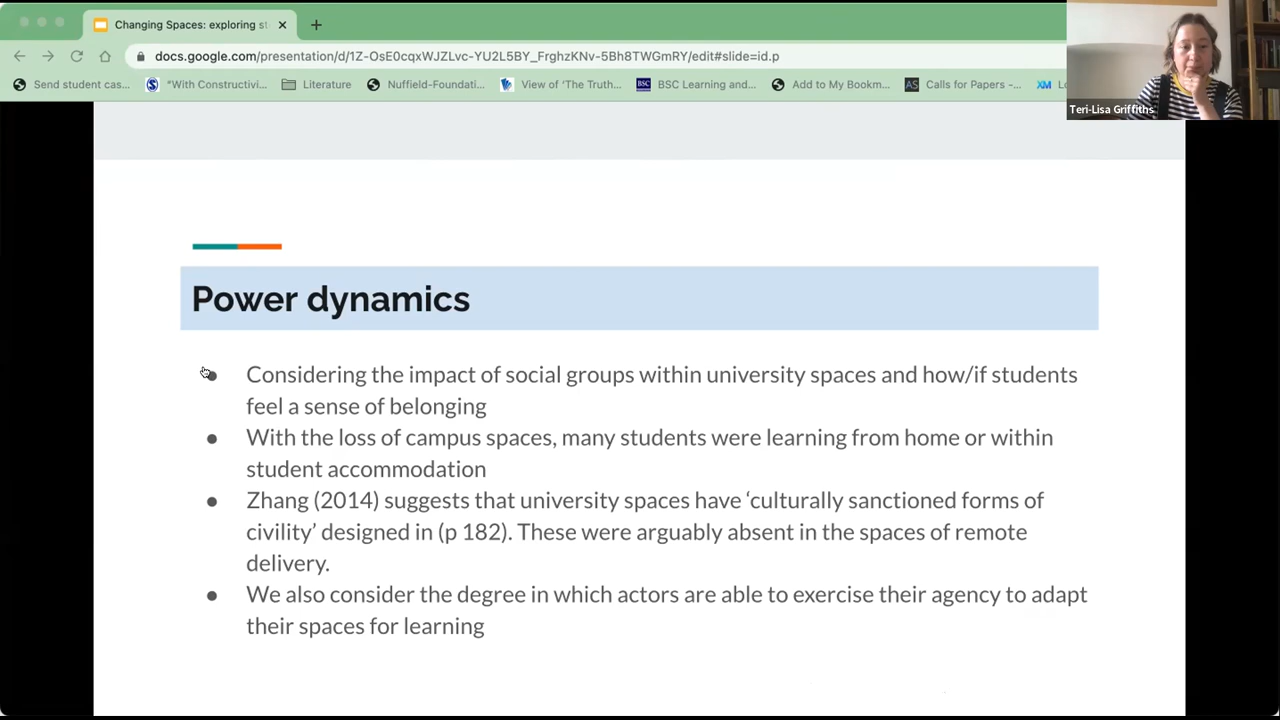 Changing Spaces: exploring st
docs.google.com/presentation/d/1Z-OsE0cqxWJZLvc-YU2L5BY_FrghzKNv-5Bh8TWGmRY/edit#slide=id.p
Send student cas... "With Constructivi... Literature Nuffield-Foundati... View of 'The Truth... BSC Learning and... Add to My Bookm... Calls for Papers -... Lo
Teri-Lisa Griffiths
Power dynamics
● Considering the impact of social groups within university spaces and how/if students
feel a sense of belonging
● With the loss of campus spaces, many students were learning from home or within
student accommodation
● Zhang (2014) suggests that university spaces have ‘culturally sanctioned forms of
civility’ designed in (p 182). These were arguably absent in the spaces of remote
delivery.
● We also consider the degree in which actors are able to exercise their agency to adapt
their spaces for learning